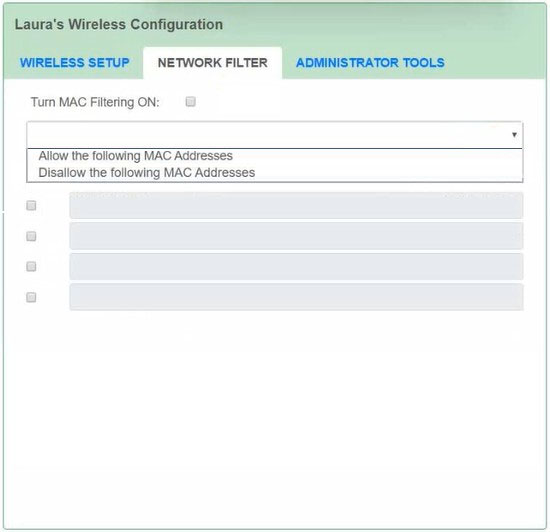 Laura's Wireless Configuration
WIRELESS SETUP NETWORK FILTER ADMINISTRATOR TOOLS
Turn MAC Filtering ON:
Allow the following MAC Addresses
Disallow the following MAC Addresses